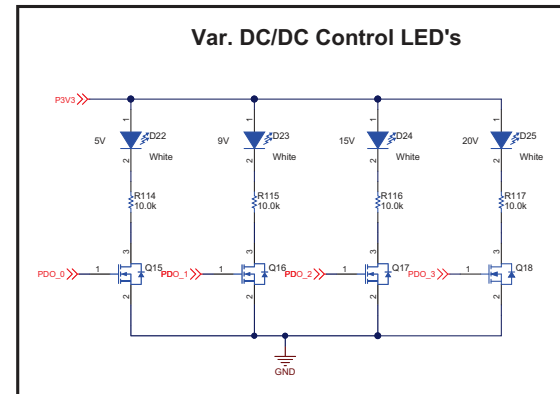 Var. DC/DC Control LED's
P3V3
1 1 1 1
5V D22 9V D23 15V D24 20V D25
2 White 2 White 2 White 2 White
R114 R115 R116 R117
10.0k 10.0k 10.0k 10.0k
3 3 3 3
PDO_0 1 Q15 PDO_1 1 Q16 PDO_2 1 Q17 PDO_3 1 Q18
2 2 2 2
GND